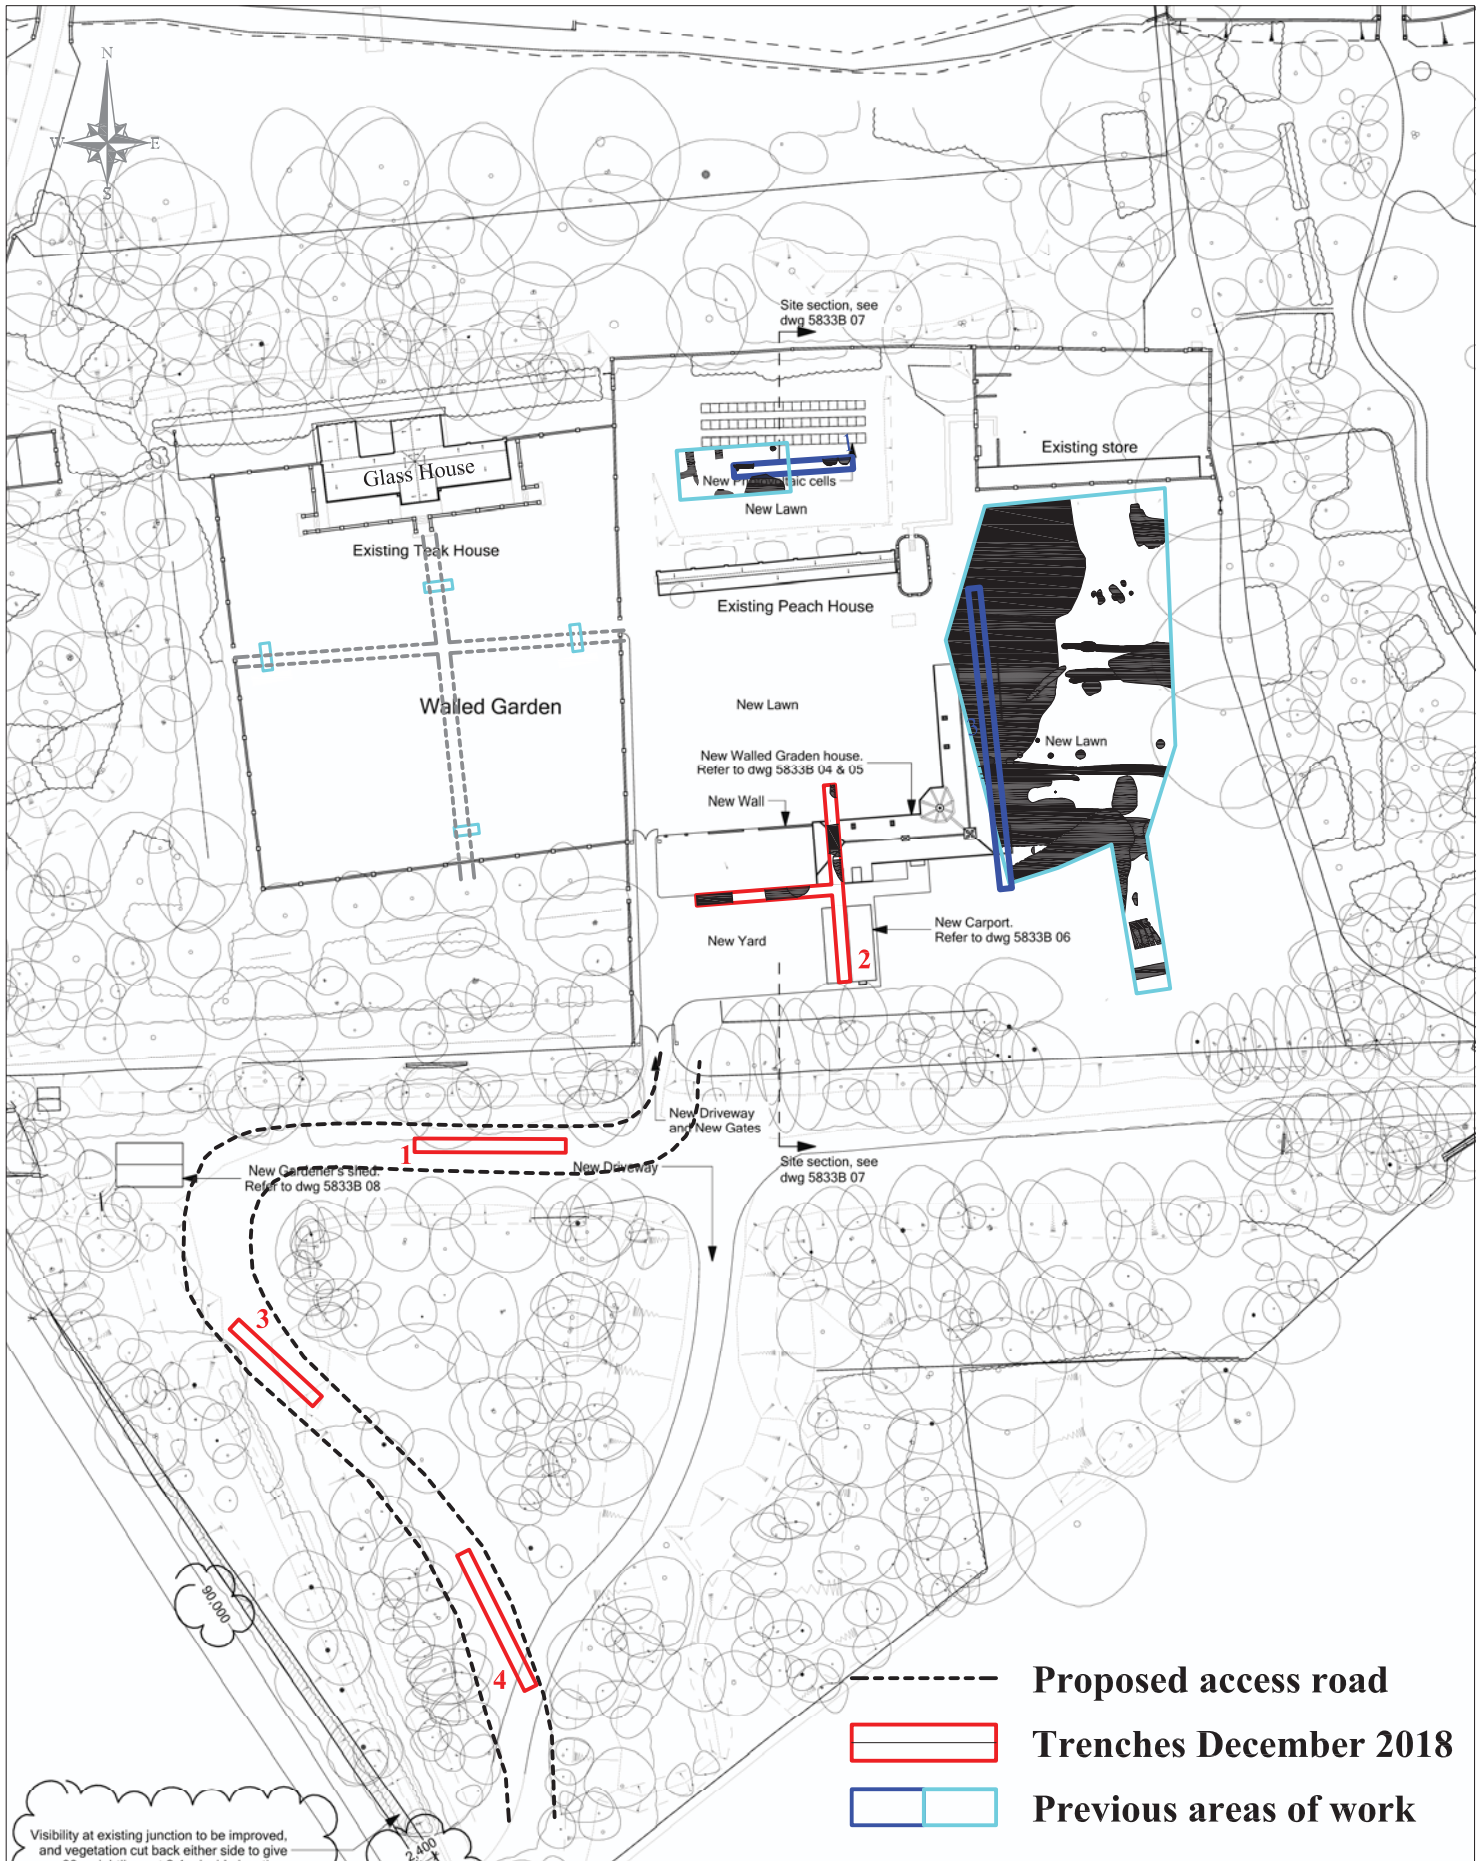 N
W
E
S
Site section, see
dwg 5833B 07
Existing store
Glass House
New Photovoltaic cells
New Lawn
Existing Teak House
Existing Peach House
Walled Garden
New Lawn
New Lawn
New Walled Graden house.
Refer to dwg 5833B 04 & 05
New Wall
New Carport.
Refer to dwg 5833B 06
New Yard
2
New Driveway
and New Gates
1
New Driveway
Site section, see
dwg 5833B 07
New Gardener's shed.
Refer to dwg 5833B 08
3
90,000
4
Proposed access road
Trenches December 2018
Previous areas of work
Visibility at existing junction to be improved,
and vegetation cut back either side to give
2,400